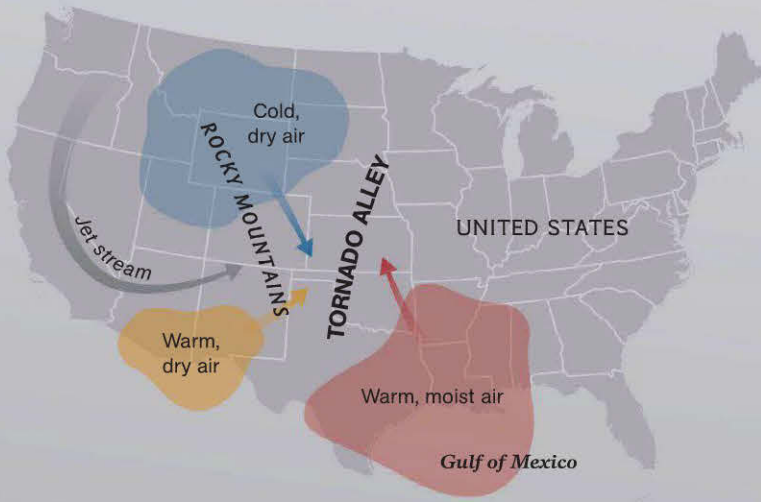 Cold,
dry air
ROCKY MOUNTAINS
TORNADO ALLEY
UNITED STATES
Jet stream
Warm,
dry air
Warm, moist air
Gulf of Mexico